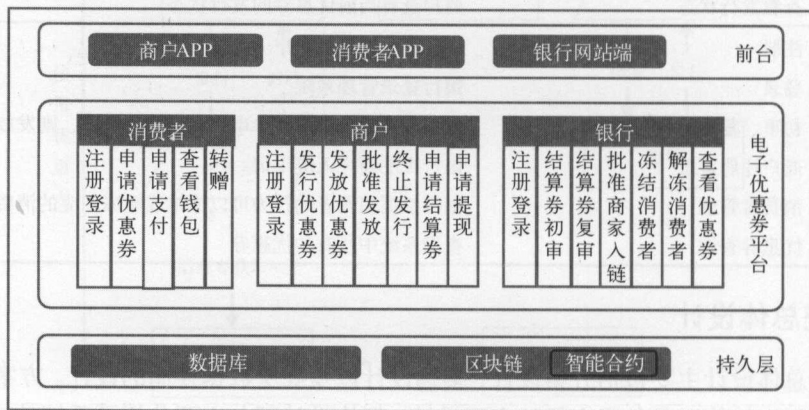 商户APP
消费者APP
银行网站端
前台
消费者
注册登录
申请优惠券
申请支付
查看钱包
转赠
商户
注册登录
发行优惠券
发放优惠券
批准发放
终止发行
申请结算券
申请提现
银行
注册登录
结算券初审
结算券复审
批准商家入链
冻结消费者
解冻消费者
查看优惠券
电子优惠券平台
数据库
区块链
智能合约
持久层